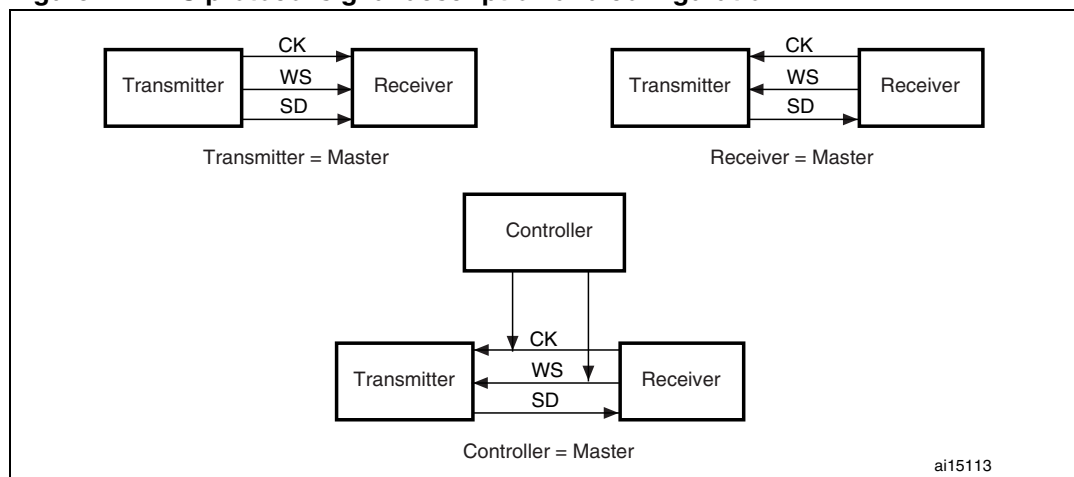 CK
CK
Transmitter
WS
Receiver
Transmitter
WS
Receiver
SD
SD
Transmitter = Master
Receiver = Master
Controller
CK
Transmitter
WS
Receiver
SD
Controller = Master
ai15113